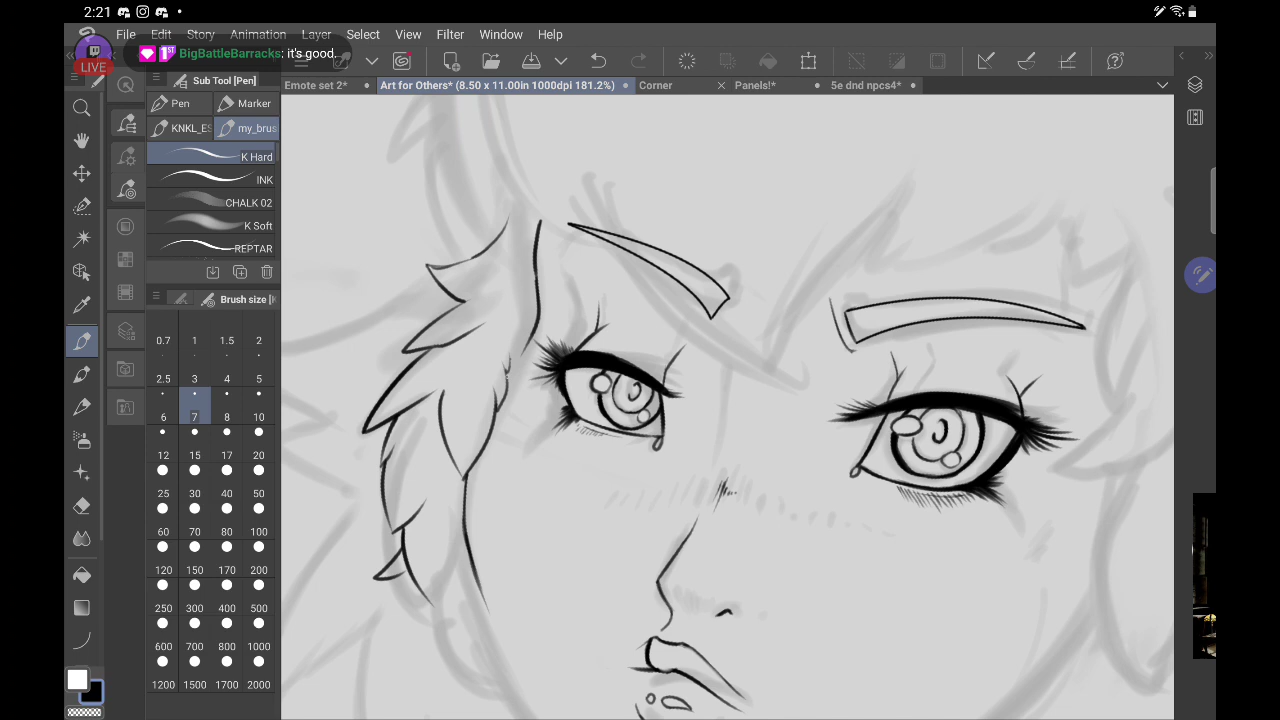 2:21
File Edit Story Animation Layer Select View Filter Window Help
1ST BigBattleBarracks: it's good.
LIVE
Sub Tool [Pen]
Emote set 2* Art for Others* (8.50 x 11.00in 1000dpi 181.2%) Corner Panels!* 5e dnd npcs4*
Pen Marker
KNKL_ES my_brus
K Hard
INK
CHALK 02
K Soft
REPTAR
Brush size [
0.7 1 1.5 2
2.5 3 4 5
6 7 8 10
12 15 17 20
25 30 40 50
60 70 80 100
120 150 170 200
250 300 400 500
600 700 800 1000
1200 1500 1700 2000